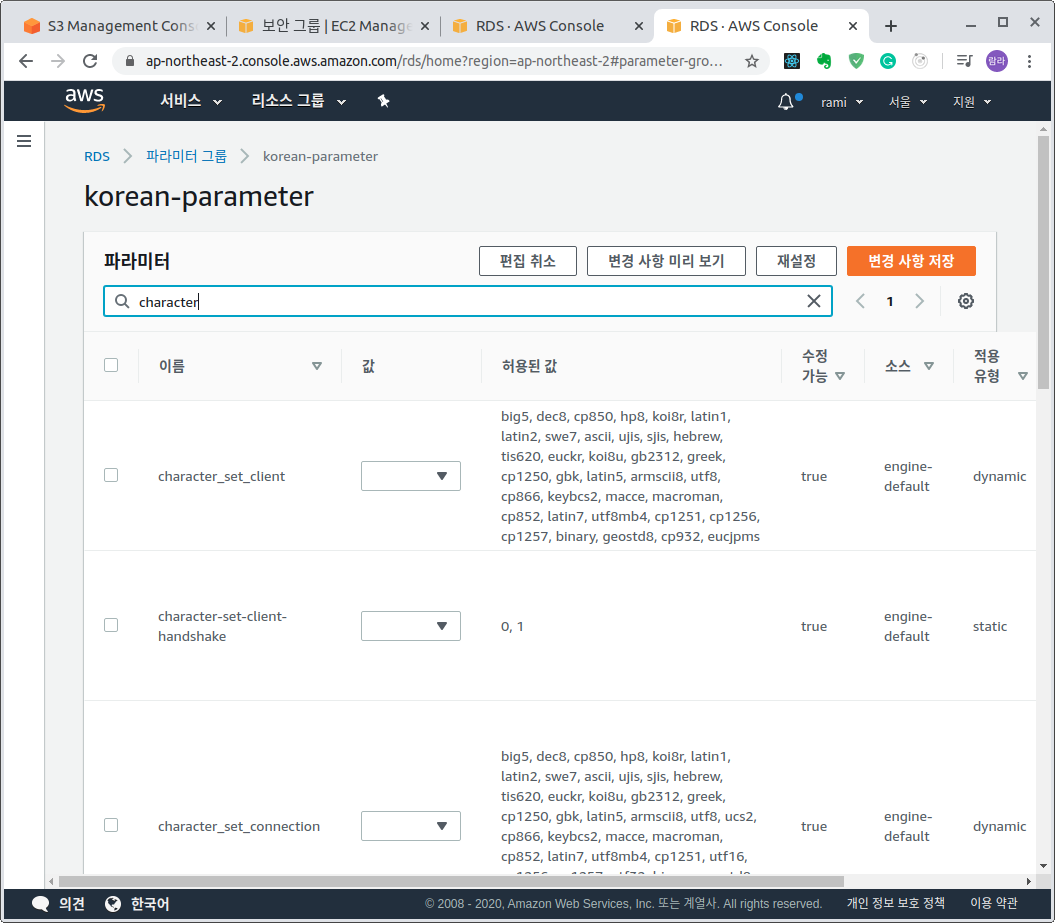 S3 Management Cons
보안 그룹 | EC2 Manage
RDS · AWS Console
RDS · AWS Console
ap-northeast-2.console.aws.amazon.com/rds/home?region=ap-northeast-2#parameter-gro…
람라
aws
서비스
리소스 그룹
rami
서울
지원
RDS
파라미터 그룹
korean-parameter
korean-parameter
파라미터
편집 취소
변경 사항 미리 보기
재설정
변경 사항 저장
character
1
이름
값
허용된 값
수정
가능
소스
적용
유형
character_set_client
big5, dec8, cp850, hp8, koi8r, latin1,
latin2, swe7, ascii, ujis, sjis, hebrew,
tis620, euckr, koi8u, gb2312, greek,
cp1250, gbk, latin5, armscii8, utf8,
cp866, keybcs2, macce, macroman,
cp852, latin7, utf8mb4, cp1251, cp1256,
cp1257, binary, geostd8, cp932, eucjpms
true
engine-
default
dynamic
character-set-client-
handshake
0, 1
true
engine-
default
static
character_set_connection
big5, dec8, cp850, hp8, koi8r, latin1,
latin2, swe7, ascii, ujis, sjis, hebrew,
tis620, euckr, koi8u, gb2312, greek,
cp1250, gbk, latin5, armscii8, utf8, ucs2,
cp866, keybcs2, macce, macroman,
cp852, latin7, utf8mb4, cp1251, utf16,
true
engine-
default
dynamic
의견
한국어
© 2008 - 2020, Amazon Web Services, Inc. 또는 계열사. All rights reserved.
개인 정보 보호 정책
이용 약관